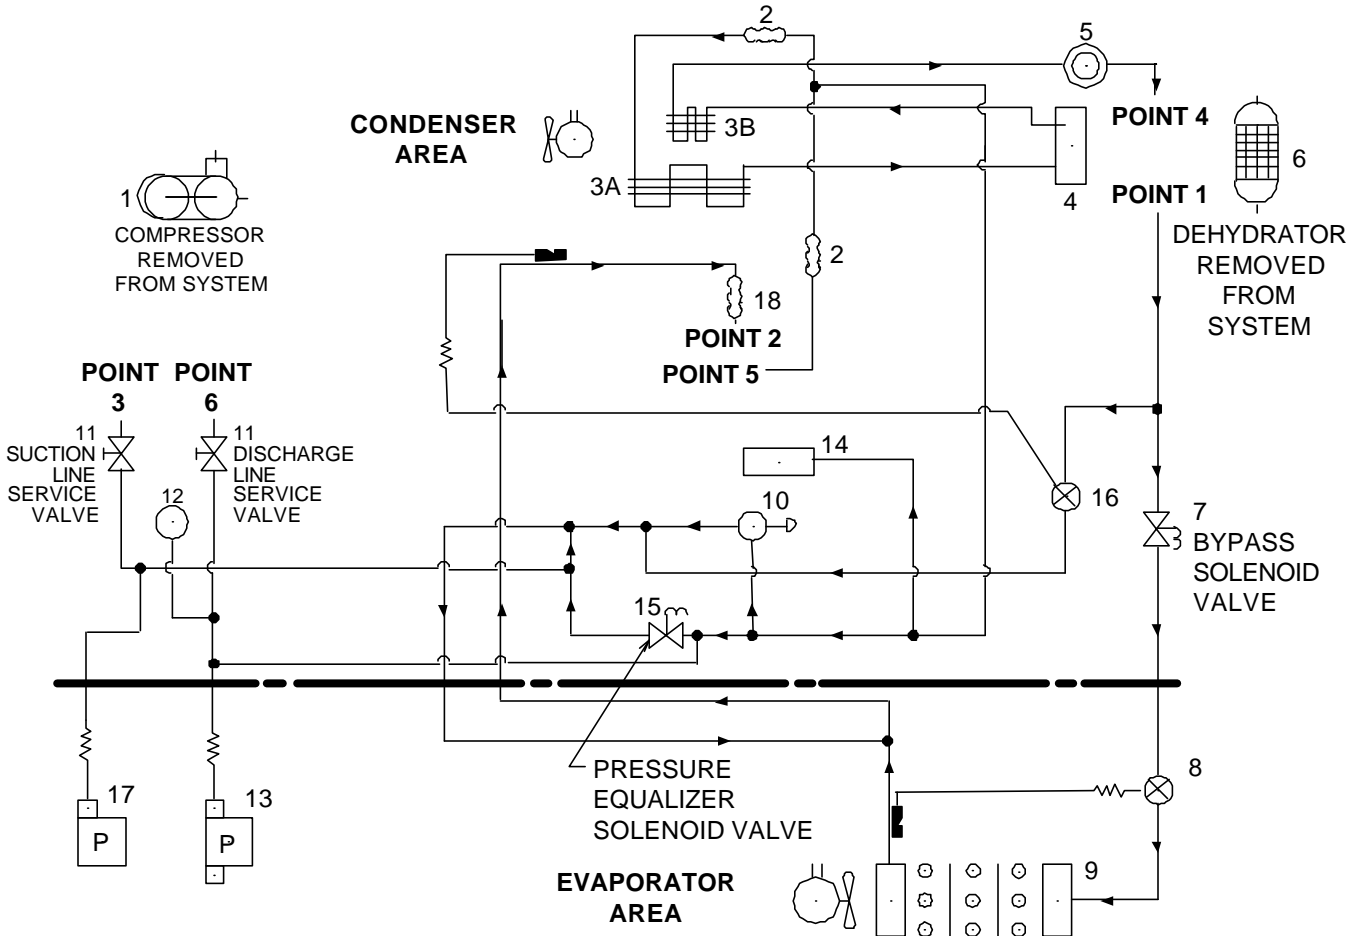 2
5
CONDENSER
AREA
3B
POINT 4
6
3A
4
POINT 1
1
COMPRESSOR
REMOVED
FROM SYSTEM
2
DEHYDRATOR
REMOVED
FROM
SYSTEM
18
POINT 2
POINT 5
POINT
3
POINT
6
11
SUCTION
LINE
SERVICE
VALVE
11
DISCHARGE
LINE
SERVICE
VALVE
12
14
10
16
7
BYPASS
SOLENOID
VALVE
15
PRESSURE
EQUALIZER
SOLENOID VALVE
8
17
P
13
P
9
EVAPORATOR
AREA